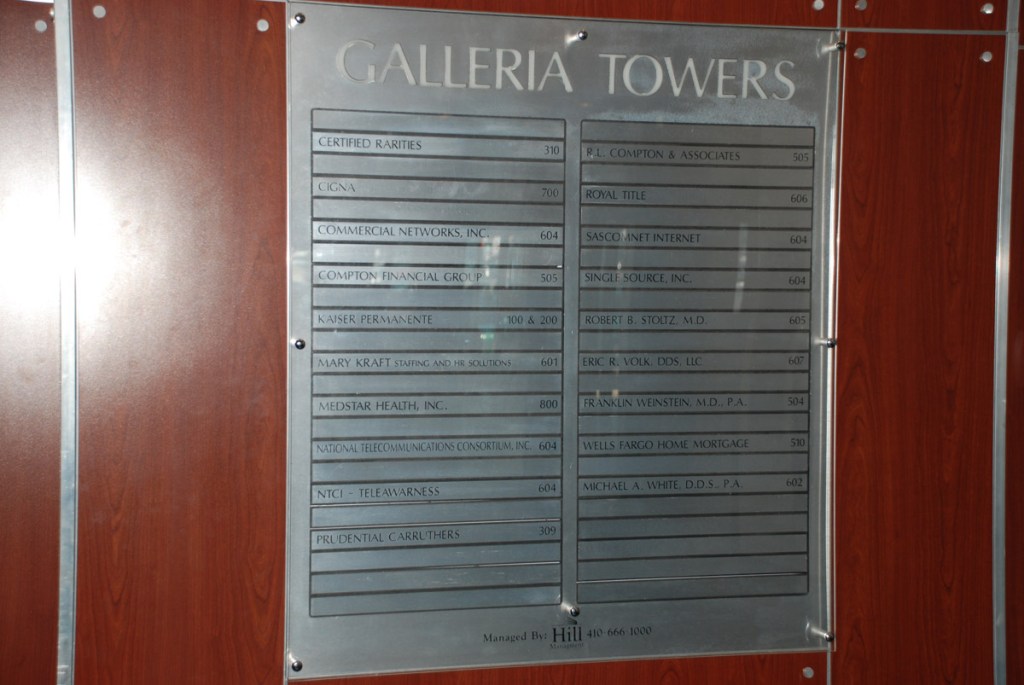 GALLERIA TOWERS
CERTIFIED RARITIES 310
CIGNA 700
COMMERCIAL NETWORKS, INC. 604
COMPTON FINANCIAL GROUP 505
KAISER PERMANENTE 100 & 200
MARY KRAFT STAFFING AND HR SOLUTIONS 601
MEDSTAR HEALTH, INC. 800
NATIONAL TELECOMMUNICATIONS CONSORTIUM, INC. 604
NTCI - TELEAWARNESS 604
PRUDENTIAL CARRUTHERS 309
R.L. COMPTON & ASSOCIATES 505
ROYAL TITLE 606
SASCOMNET INTERNET 604
SINGLE SOURCE, INC. 604
ROBERT B. STOLTZ, M.D. 605
ERIC R. VOLK, DDS, LLC 607
FRANKLIN WEINSTEIN, M.D., P.A. 504
WELLS FARGO HOME MORTGAGE 510
MICHAEL A. WHITE, D.D.S., P.A. 602
Managed By: Hill 410-666-1000
Management